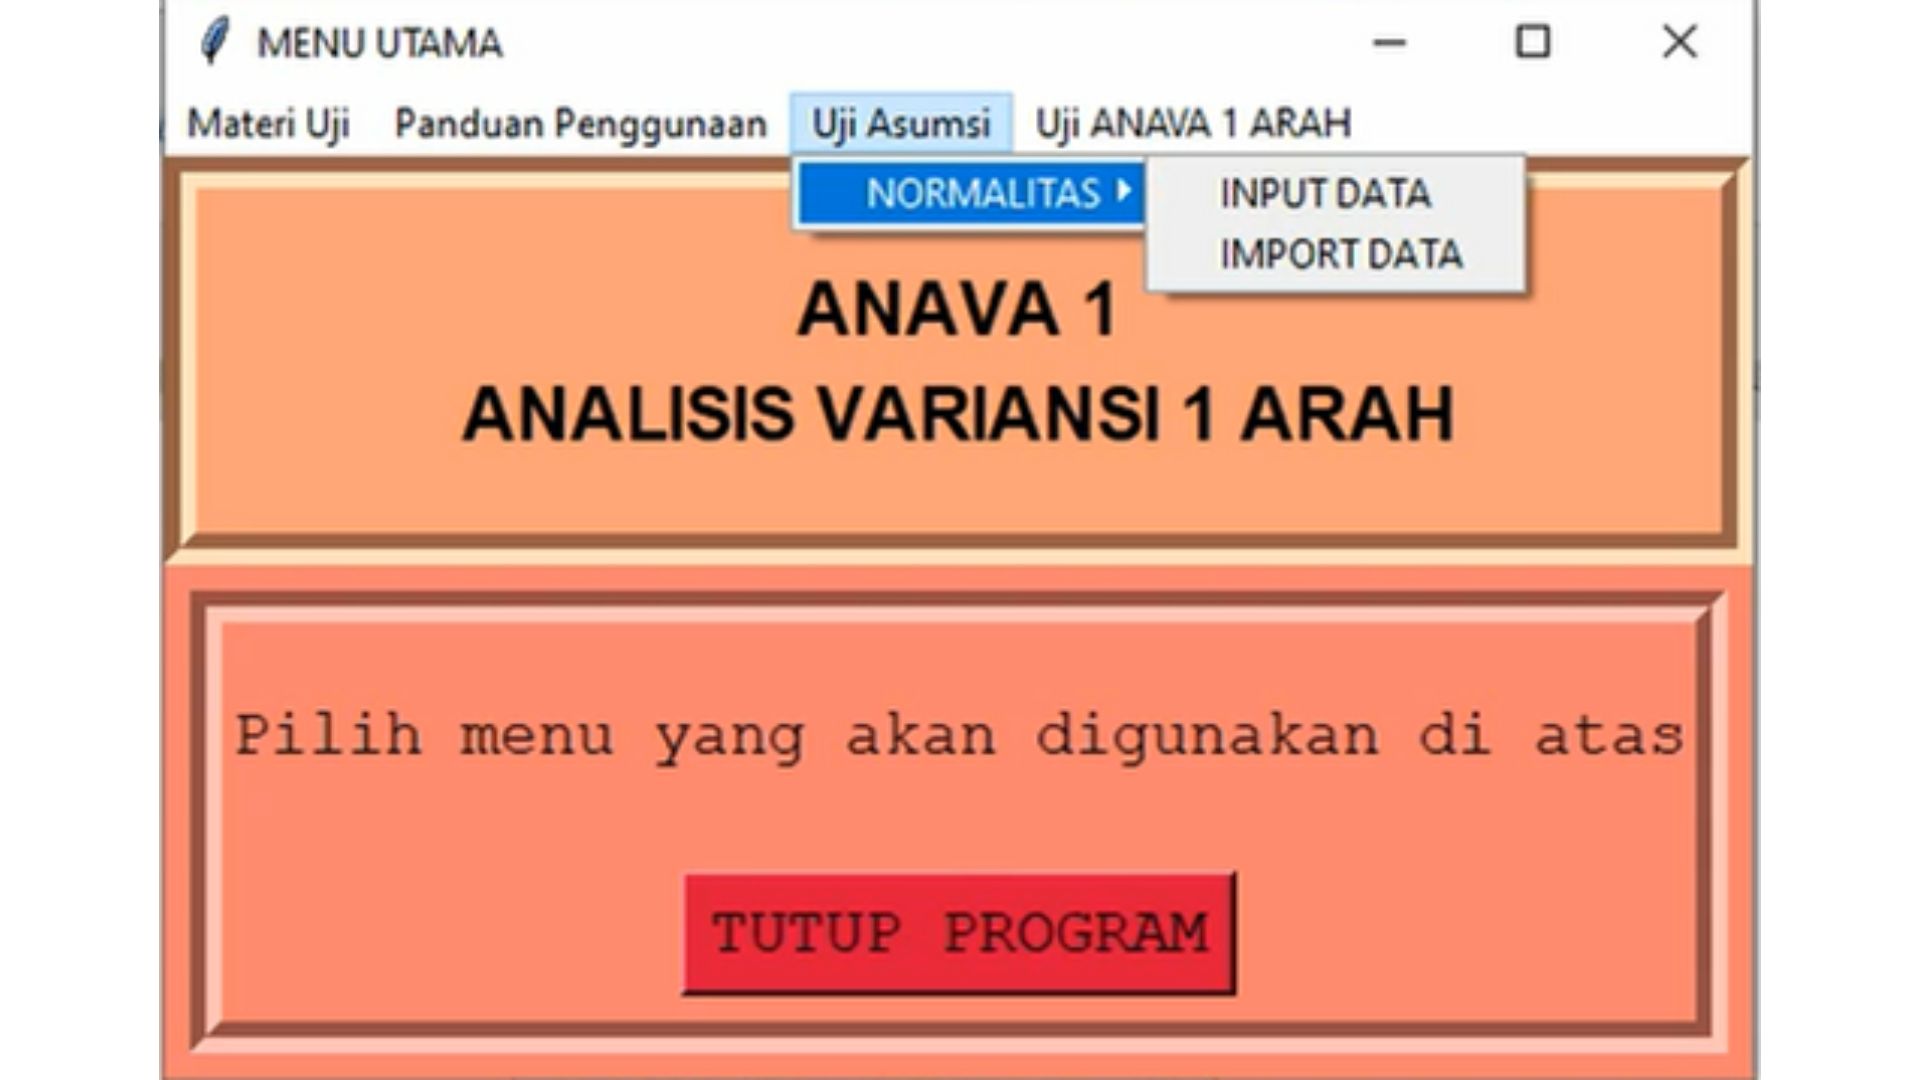 MENU UTAMA
Materi Uji Panduan Penggunaan Uji Asumsi Uji ANAVA 1 ARAH
NORMALITAS INPUT DATA
IMPORT DATA
ANAVA 1
ANALISIS VARIANSI 1 ARAH
Pilih menu yang akan digunakan di atas
TUTUP PROGRAM